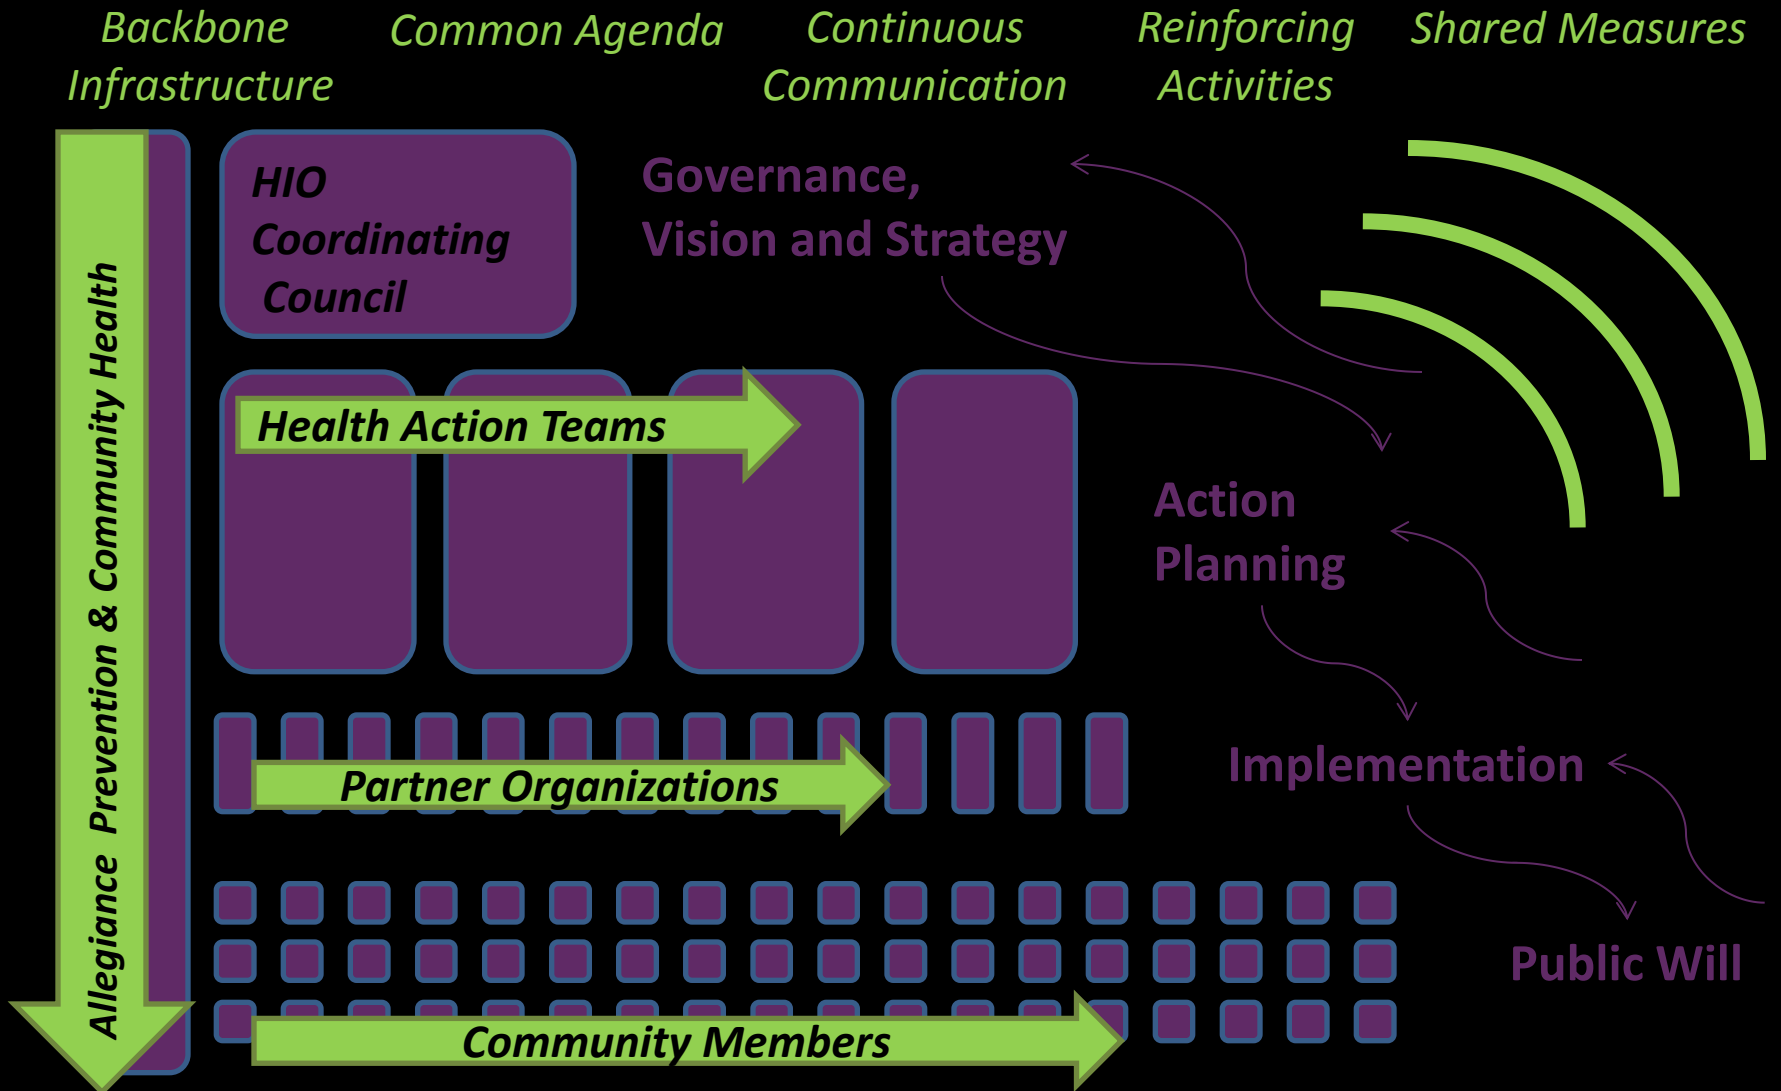 Backbone
Infrastructure
Common Agenda
Continuous
Communication
Reinforcing
Activities
Shared Measures
Allegiance Prevention & Community Health
HIO
Coordinating
Council
Governance,
Vision and Strategy
Health Action Teams
Action
Planning
Partner Organizations
Implementation
Community Members
Public Will